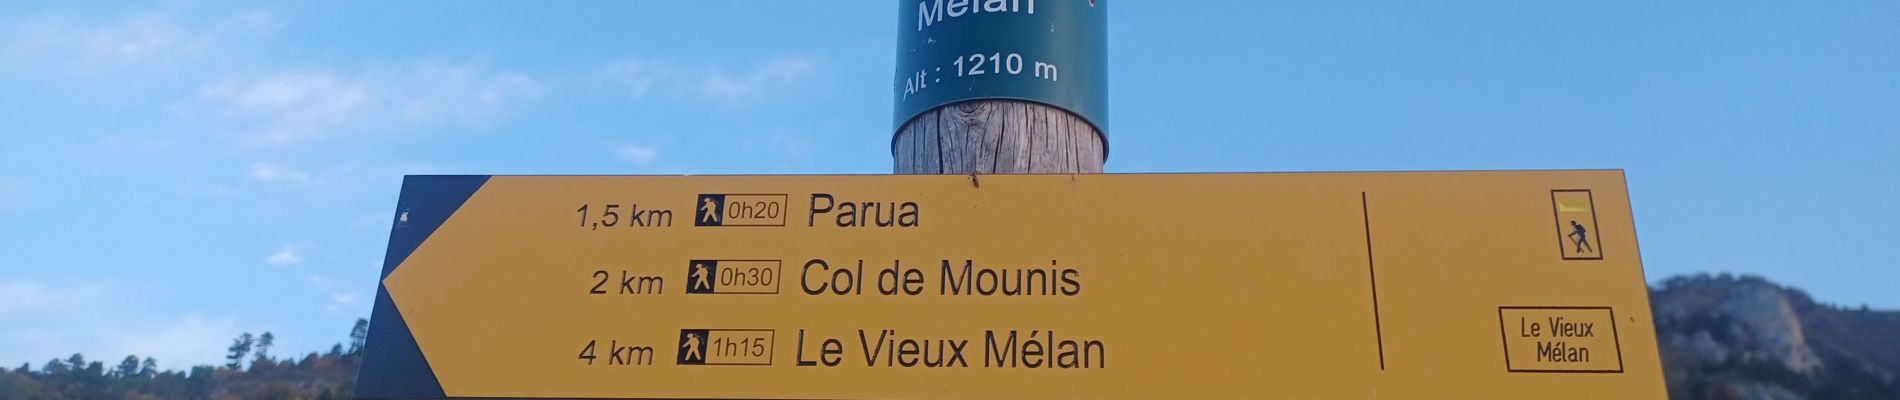 Mélan
Alt : 1210 m
1,5 km 0h20 Parua
2 km 0h30 Col de Mounis
4 km 1h15 Le Vieux Mélan
Le Vieux
Mélan